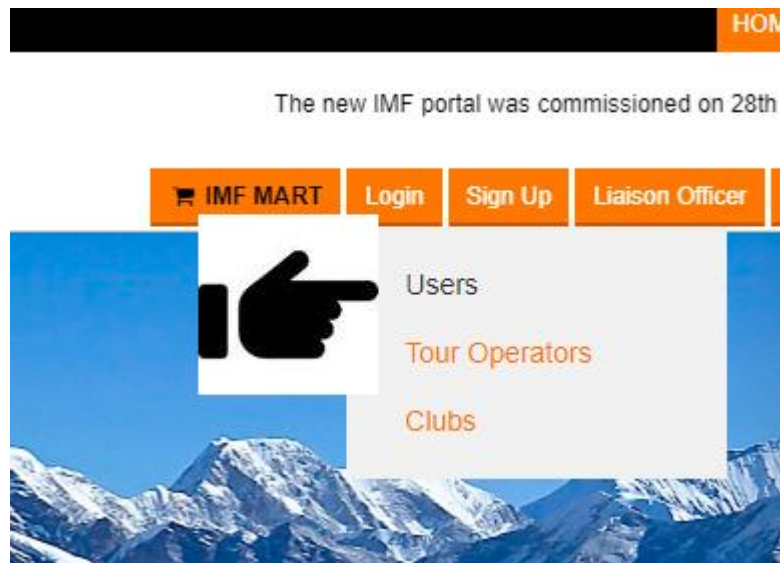 HOM
The new IMF portal was commissioned on 28th
IMF MART Login Sign Up Liaison Officer
Users
Tour Operators
Clubs